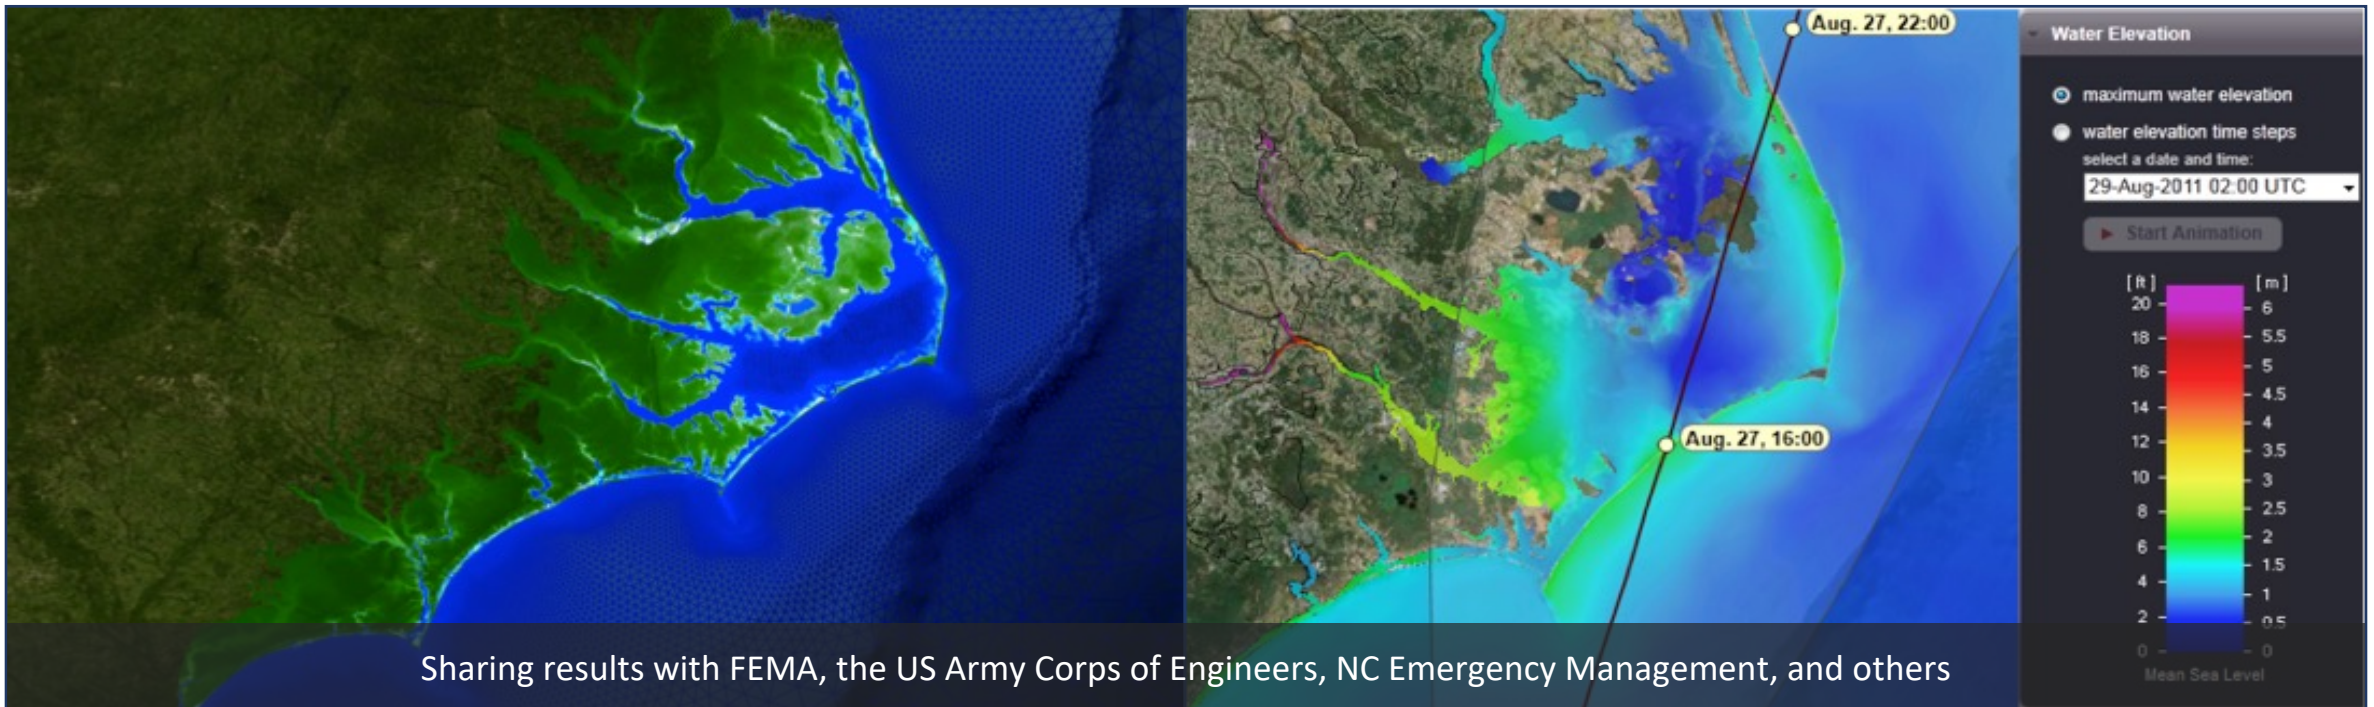 Aug. 27, 22:00
Aug. 27, 16:00
Water Elevation
maximum water elevation
water elevation time steps
select a date and time:
29-Aug-2011 02:00 UTC
Start Animation
[ ft ] [ m ]
20
6
18 5.5
16 5
4.5
14
4
12
3.5
10 3
8 2.5
6 2
1.5
4
1
2 0.5
0 0
Mean Sea Level
Sharing results with FEMA, the US Army Corps of Engineers, NC Emergency Management, and others